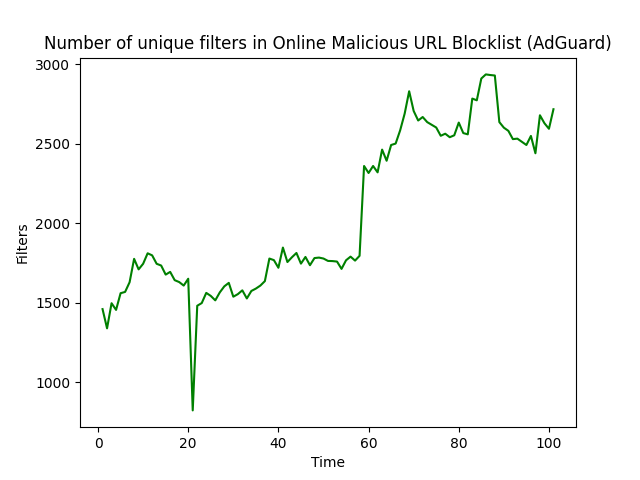 Number of unique filters in Online Malicious URL Blocklist (AdGuard)
3000
2500
2000
1500
1000
Filters
0 20 40 60 80 100
Time